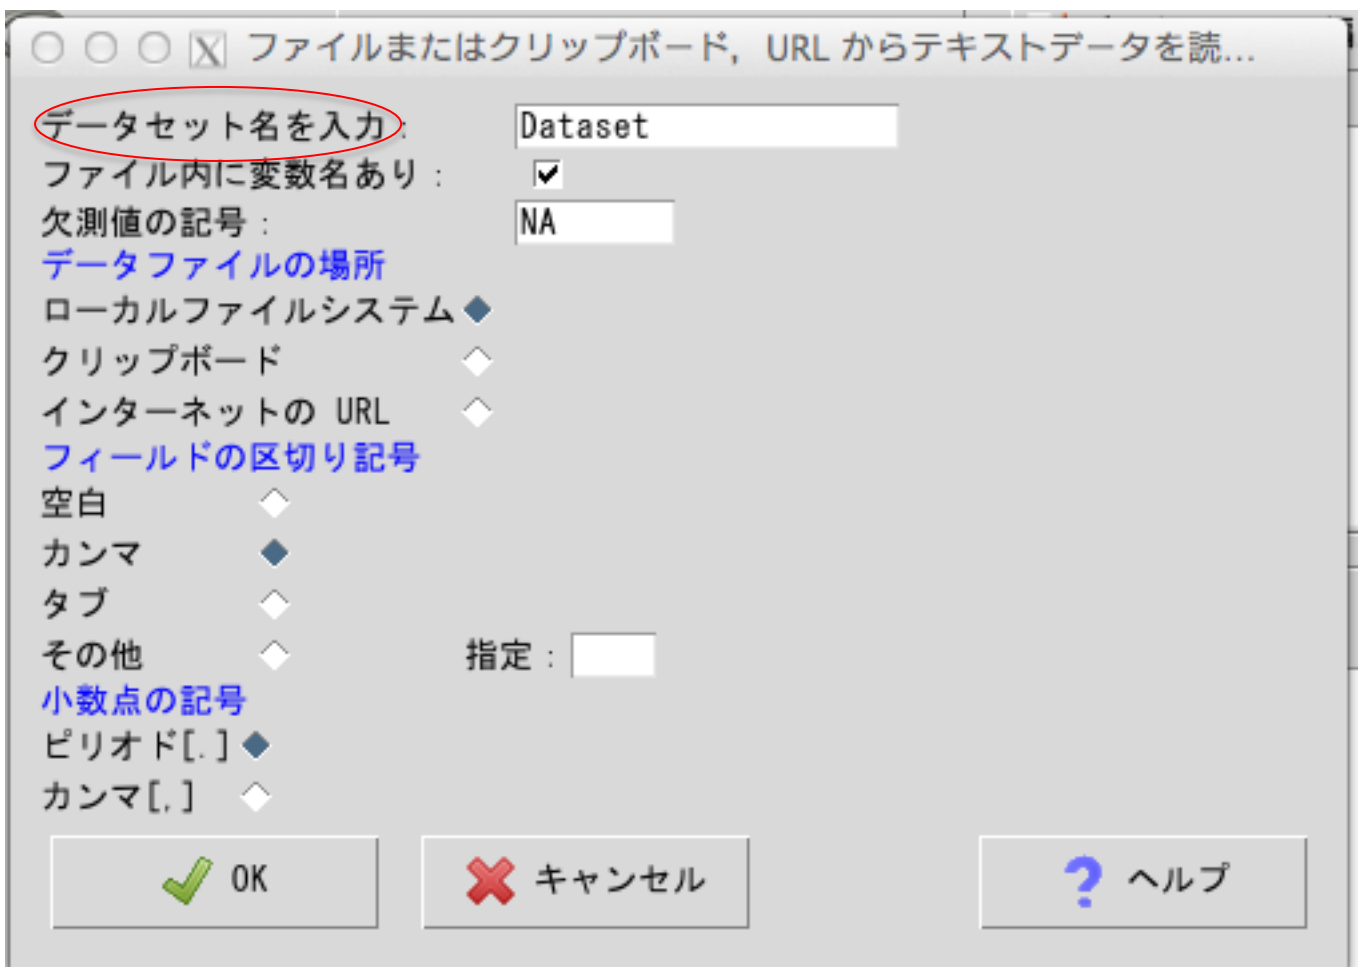 ファイルまたはクリップボード, URL からテキストデータを読...
データセット名を入力: Dataset
ファイル内に変数名あり:
欠測値の記号: NA
データファイルの場所
ローカルファイルシステム
クリップボード
インターネットの URL
フィールドの区切り記号
空白
カンマ
タブ
その他 指定:
小数点の記号
ピリオド[.]
カンマ[,]
OK キャンセル ヘルプ